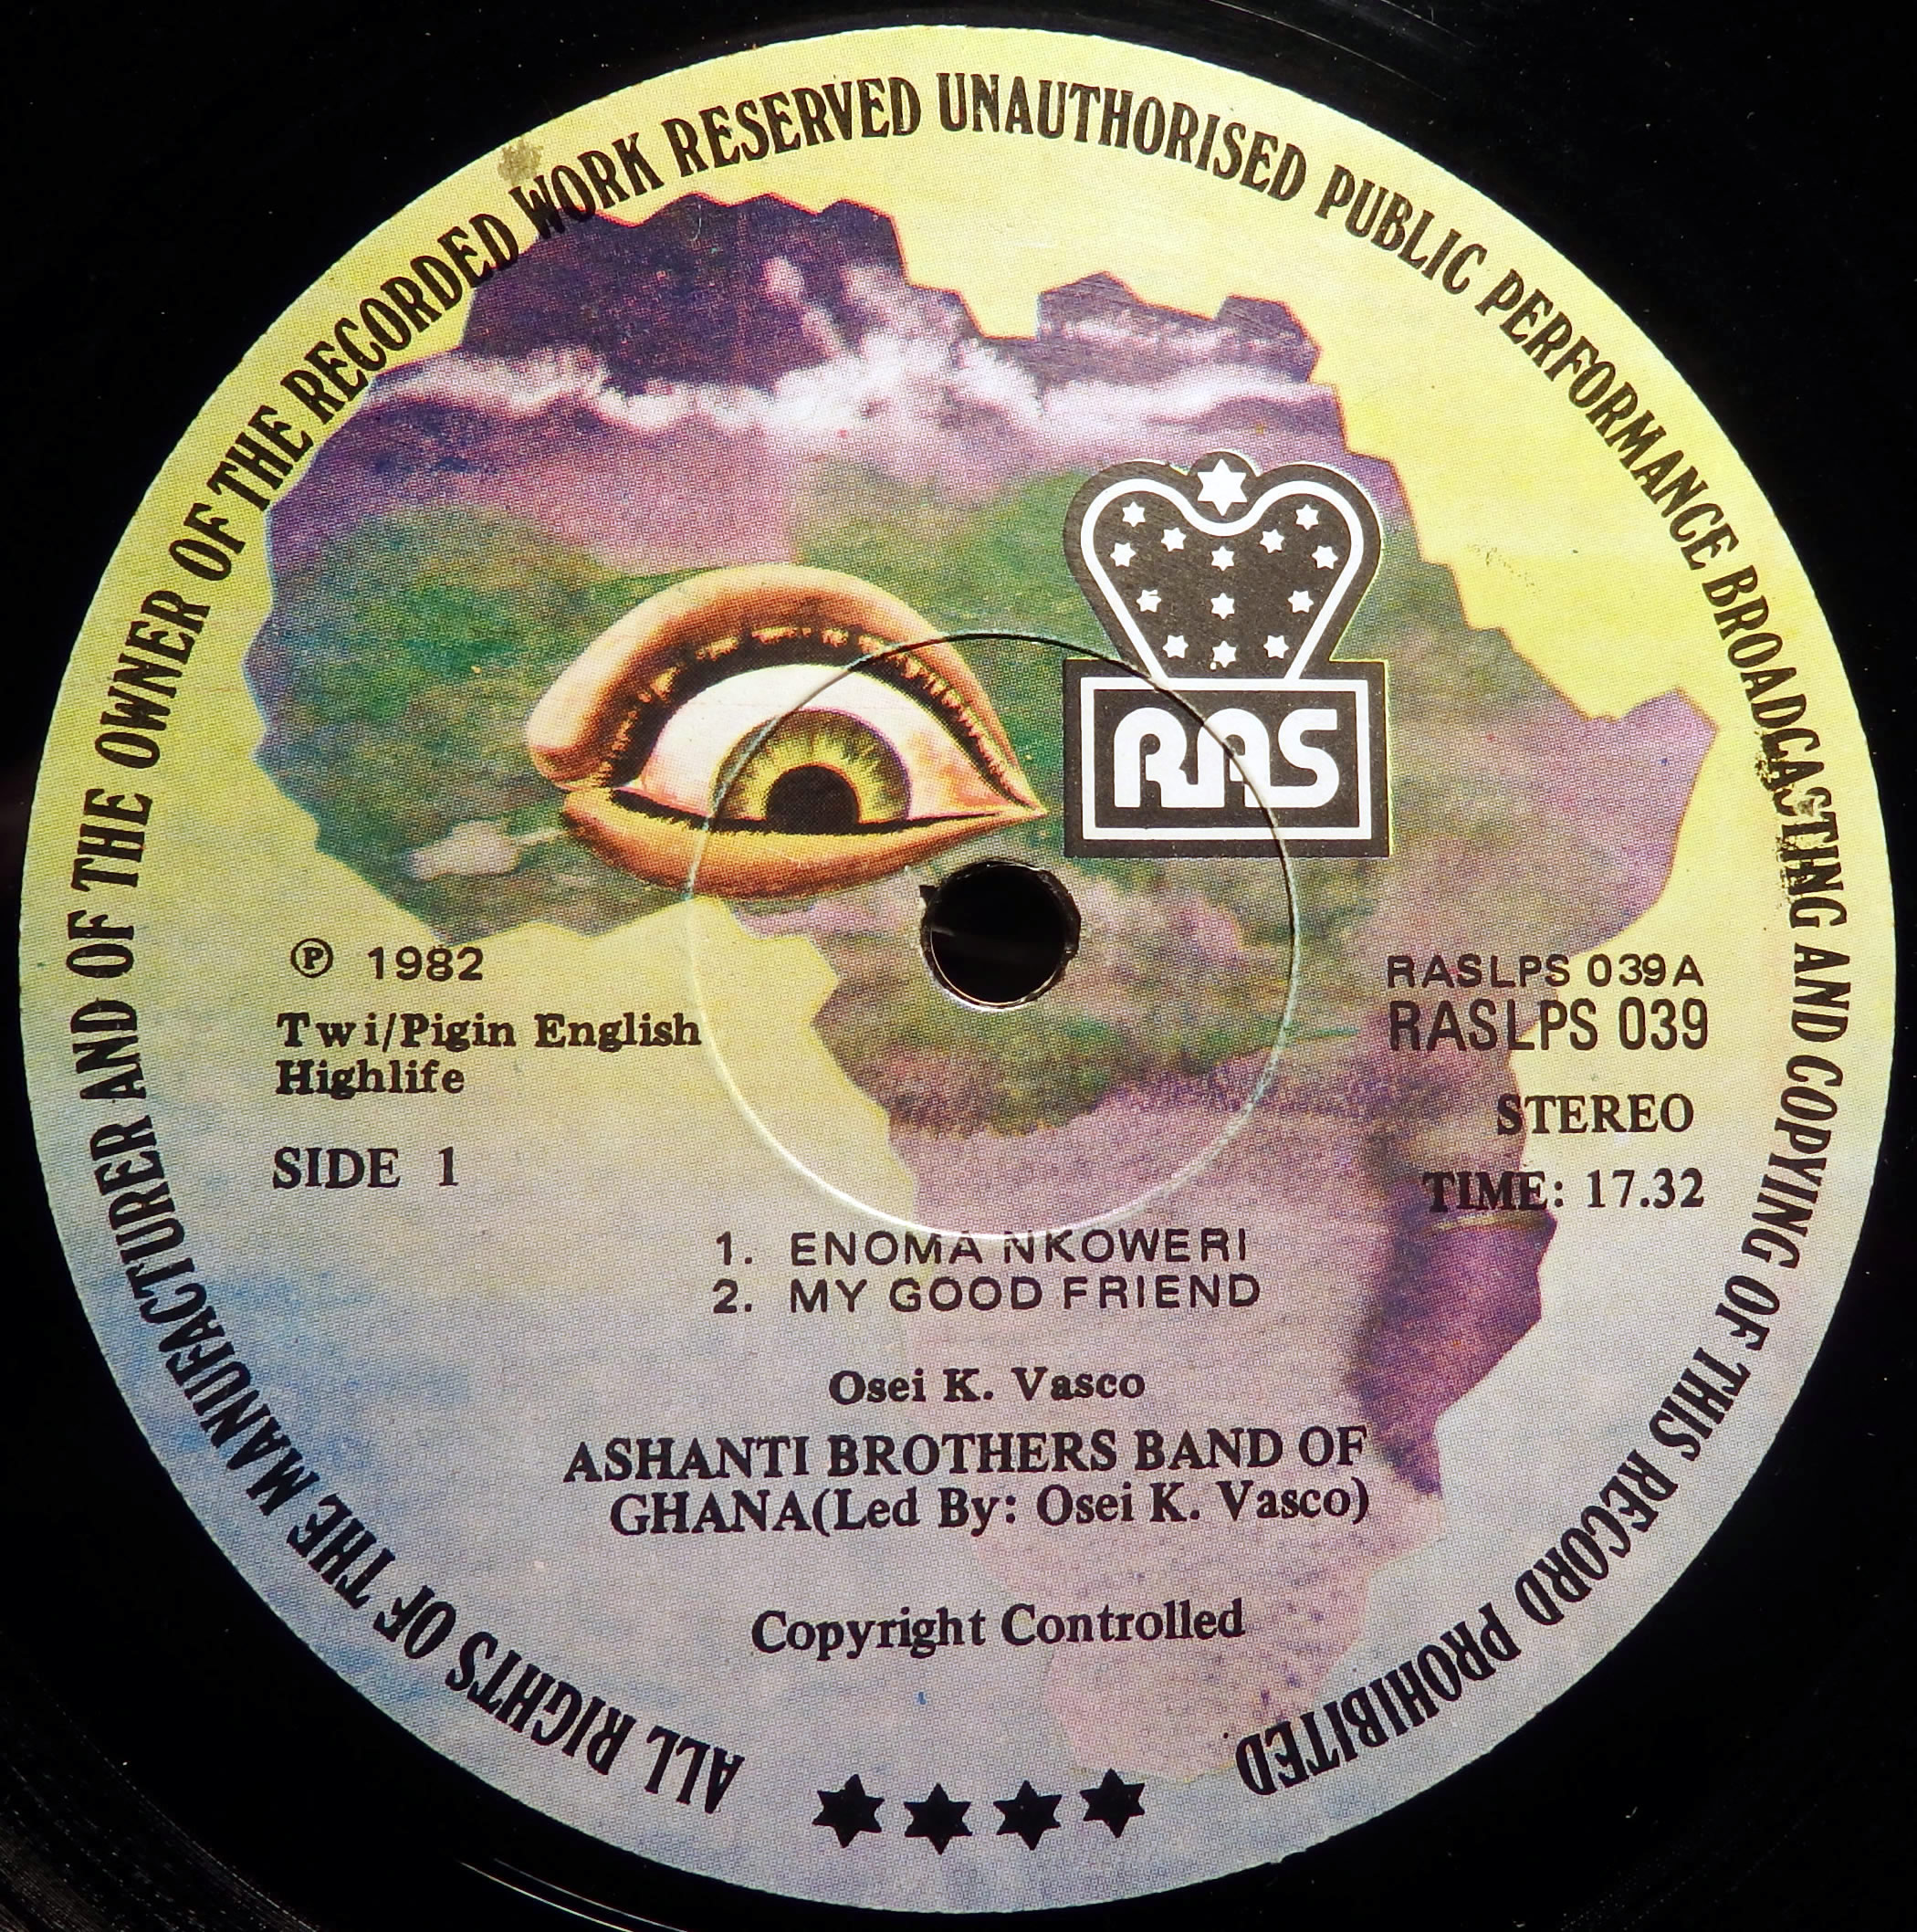 ALL RIGHTS OF THE MANUFACTURER AND OF THE OWNER OF THE RECORDED WORK RESERVED UNAUTHORISED PUBLIC PERFORMANCE BROADCASTING AND COPYING OF THIS RECORD PROHIBITED
RAS
℗ 1982
Twi/Pigin English
Highlife
SIDE 1
RASLPS 039A
RASLPS 039
STEREO
TIME: 17.32
1. ENOMA NKOWERI
2. MY GOOD FRIEND
Osei K. Vasco
ASHANTI BROTHERS BAND OF
GHANA(Led By: Osei K. Vasco)
Copyright Controlled